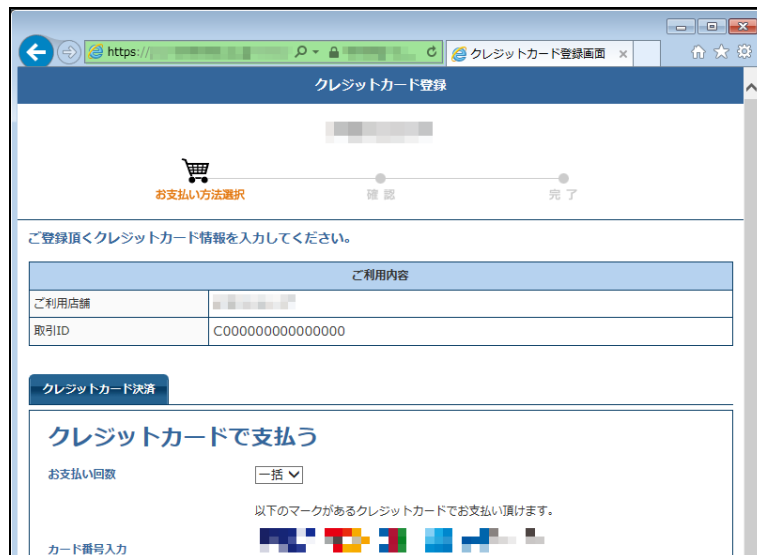 https://
クレジットカード登録画面
クレジットカード登録
お支払い方法選択
確 認
完 了
ご登録頂くクレジットカード情報を入力してください。
ご利用内容
ご利用店舗
取引ID
C000000000000000
クレジットカード決済
クレジットカードで支払う
お支払い回数
一括
以下のマークがあるクレジットカードでお支払い頂けます。
カード番号入力